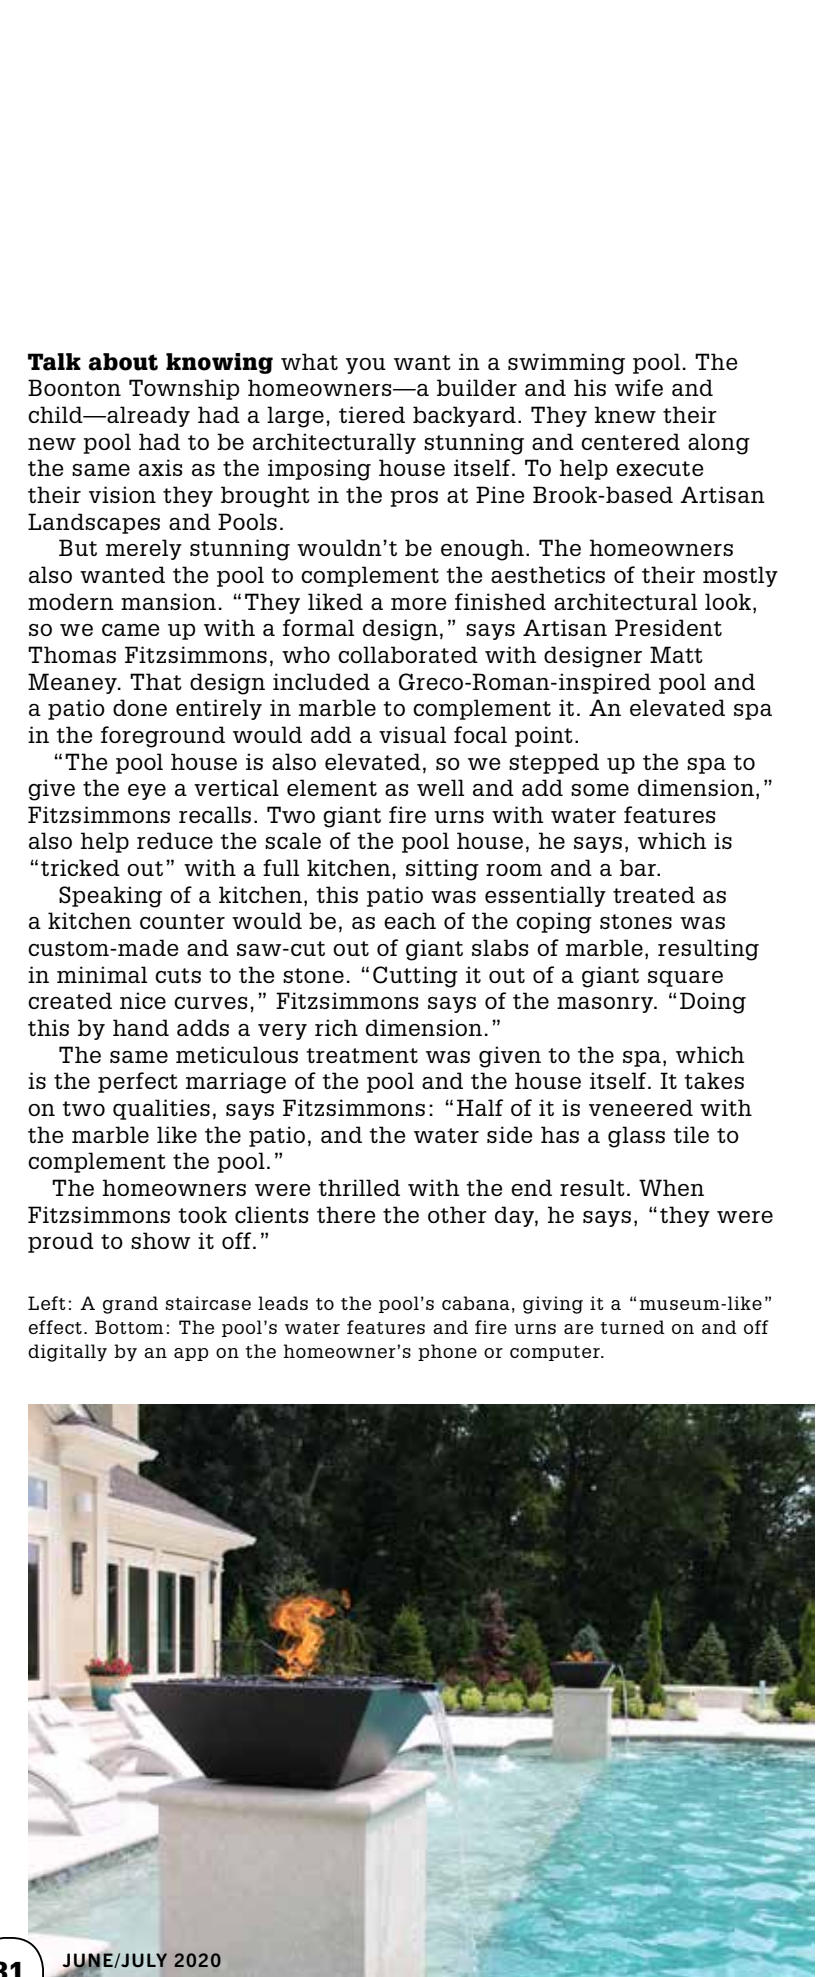 Talk about knowing what you want in a swimming pool. The
Boonton Township homeowners—a builder and his wife and
child—already had a large, tiered backyard. They knew their
new pool had to be architecturally stunning and centered along
the same axis as the imposing house itself. To help execute
their vision they brought in the pros at Pine Brook-based Artisan
Landscapes and Pools.
But merely stunning wouldn’t be enough. The homeowners
also wanted the pool to complement the aesthetics of their mostly
modern mansion. “They liked a more finished architectural look,
so we came up with a formal design,” says Artisan President
Thomas Fitzsimmons, who collaborated with designer Matt
Meaney. That design included a Greco-Roman-inspired pool and
a patio done entirely in marble to complement it. An elevated spa
in the foreground would add a visual focal point.
“The pool house is also elevated, so we stepped up the spa to
give the eye a vertical element as well and add some dimension,”
Fitzsimmons recalls. Two giant fire urns with water features
also help reduce the scale of the pool house, he says, which is
“tricked out” with a full kitchen, sitting room and a bar.
Speaking of a kitchen, this patio was essentially treated as
a kitchen counter would be, as each of the coping stones was
custom-made and saw-cut out of giant slabs of marble, resulting
in minimal cuts to the stone. “Cutting it out of a giant square
created nice curves,” Fitzsimmons says of the masonry. “Doing
this by hand adds a very rich dimension.”
The same meticulous treatment was given to the spa, which
is the perfect marriage of the pool and the house itself. It takes
on two qualities, says Fitzsimmons: “Half of it is veneered with
the marble like the patio, and the water side has a glass tile to
complement the pool.”
The homeowners were thrilled with the end result. When
Fitzsimmons took clients there the other day, he says, “they were
proud to show it off.”
Left: A grand staircase leads to the pool’s cabana, giving it a “museum-like”
effect. Bottom: The pool’s water features and fire urns are turned on and off
digitally by an app on the homeowner’s phone or computer.
JUNE/JULY 2020